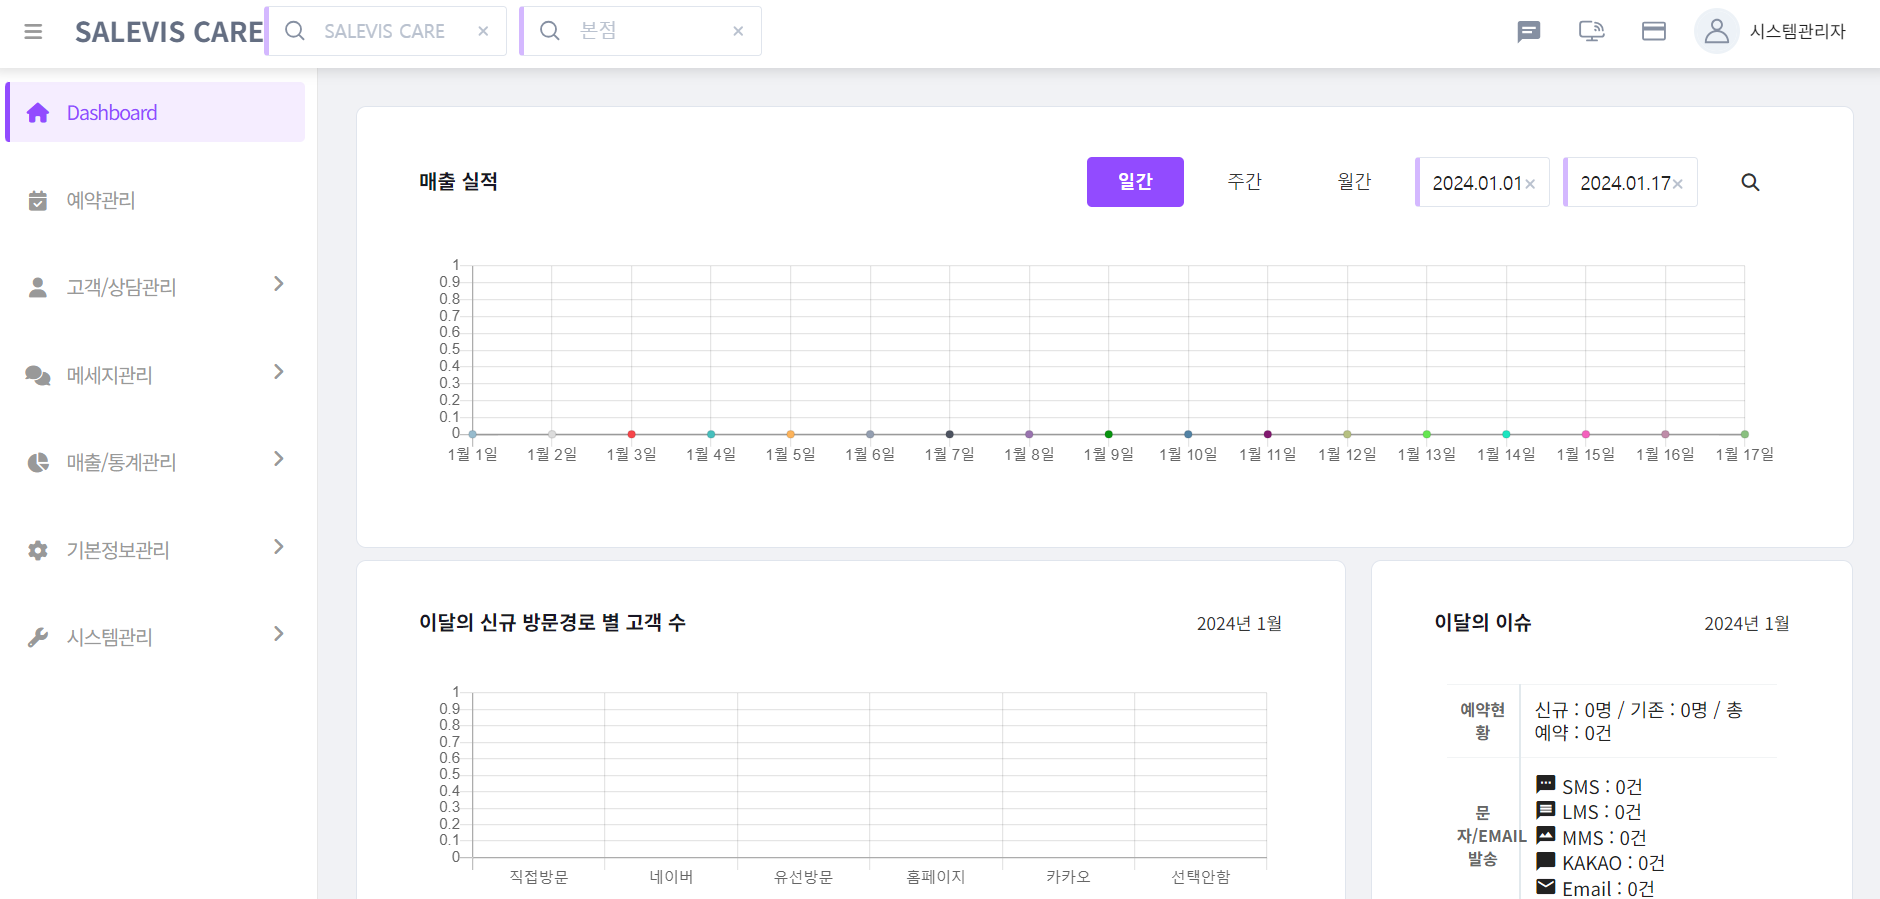 SALEVIS CARE
SALEVIS CARE ×
본점 ×
시스템관리자
Dashboard
예약관리
고객/상담관리
메세지관리
매출/통계관리
기본정보관리
시스템관리
매출 실적
일간 주간 월간 2024.01.01× 2024.01.17×
1
0.9
0.8
0.7
0.6
0.5
0.4
0.3
0.2
0.1
0
1월 1일 1월 2일 1월 3일 1월 4일 1월 5일 1월 6일 1월 7일 1월 8일 1월 9일 1월 10일 1월 11일 1월 12일 1월 13일 1월 14일 1월 15일 1월 16일 1월 17일
이달의 신규 방문경로 별 고객 수 2024년 1월
1
0.9
0.8
0.7
0.6
0.5
0.4
0.3
0.2
0.1
0
직접방문 네이버 유선방문 홈페이지 카카오 선택안함
이달의 이슈 2024년 1월
예약현
황
신규 : 0명 / 기존 : 0명 / 총
예약 : 0건
문
자/EMAIL
발송
SMS : 0건
LMS : 0건
MMS : 0건
KAKAO : 0건
Email : 0건